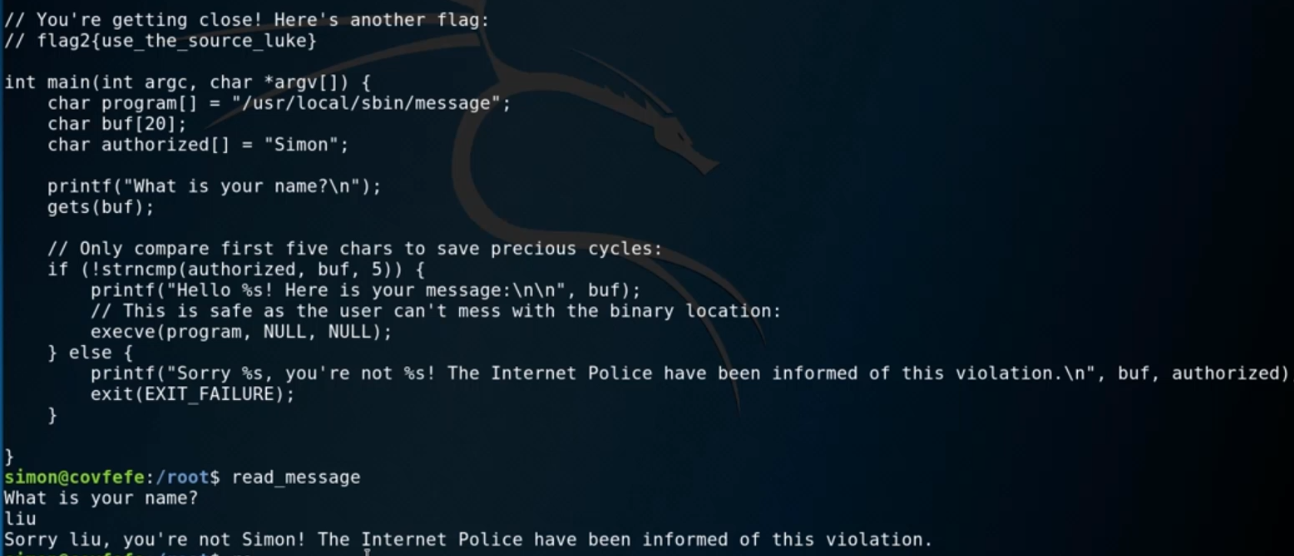 // You're getting close! Here's another flag:
// flag2{use_the_source_luke}
int main(int argc, char *argv[]) {
    char program[] = "/usr/local/sbin/message";
    char buf[20];
    char authorized[] = "Simon";
    printf("What is your name?\n");
    gets(buf);
    // Only compare first five chars to save precious cycles:
    if (!strncmp(authorized, buf, 5)) {
        printf("Hello %s! Here is your message:\n\n", buf);
        // This is safe as the user can't mess with the binary location:
        execve(program, NULL, NULL);
    } else {
        printf("Sorry %s, you're not %s! The Internet Police have been informed of this violation.\n", buf, authorized)
        exit(EXIT_FAILURE);
    }
}
simon@covfefe:/root$ read_message
What is your name?
liu
Sorry liu, you're not Simon! The Internet Police have been informed of this violation.